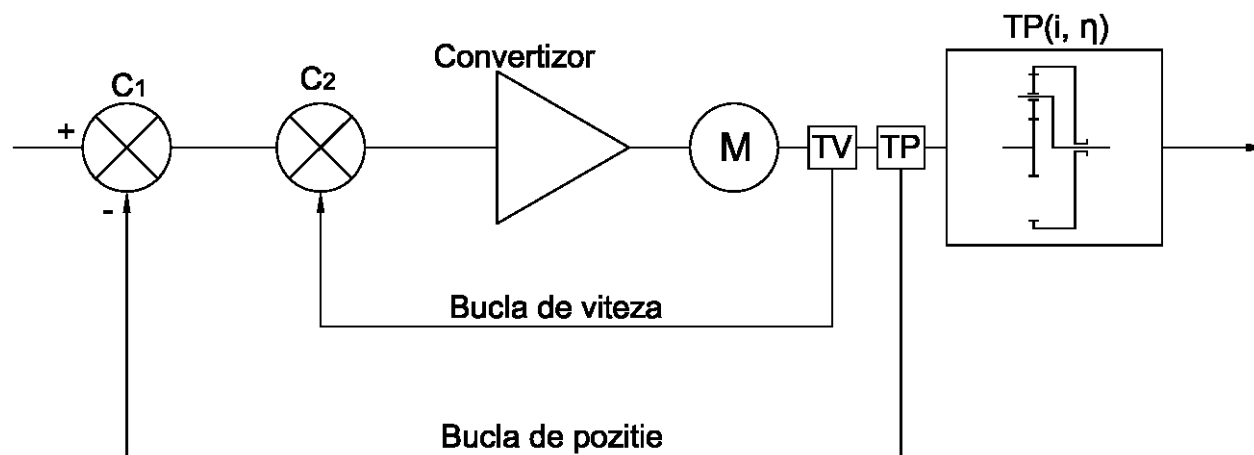 TP(i, η)
Convertizor
C1
C2
+
M
TV
TP
-
Bucla de viteza
Bucla de pozitie